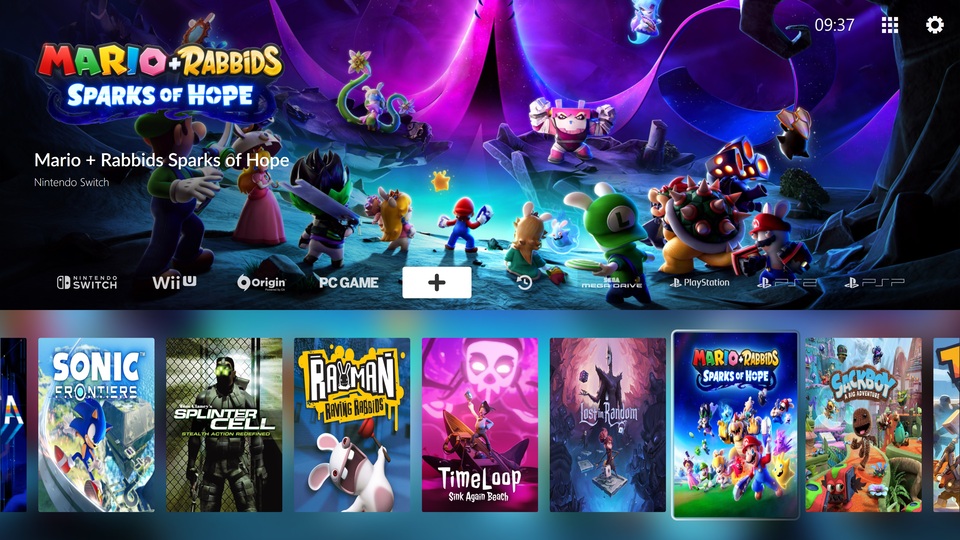 09:37
MARIO + RABBIDS
SPARKS OF HOPE
Mario + Rabbids Sparks of Hope
Nintendo Switch
NINTENDO
SWITCH
Wii U
Origin
PC GAME
MEGA DRIVE
PlayStation
PS2
PSP
L
A
SONIC
FRONTIERS
Tom Clancy's
SPLINTER
CELL
STEALTH ACTION REDEFINED
RAYMAN
RAVING RABBIDS
TIMELOOP
Sink Again Beach
Lost in Random
MARIO + RABBIDS
SPARKS OF HOPE
SACKBOY
A BIG ADVENTURE